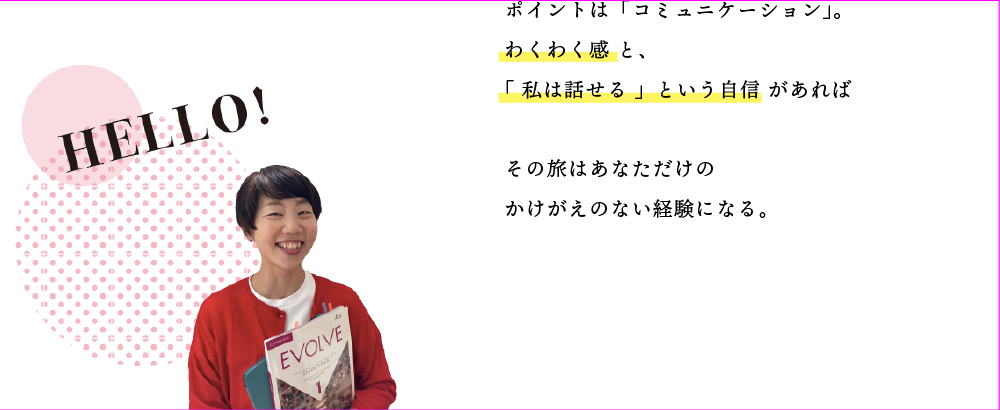 ポイントは「コミュニケーション」。
わくわく感 と、
「 私は話せる 」という自信 があれば
その旅はあなただけの
かけがえのない経験になる。
HELLO!
EVOLVE
1